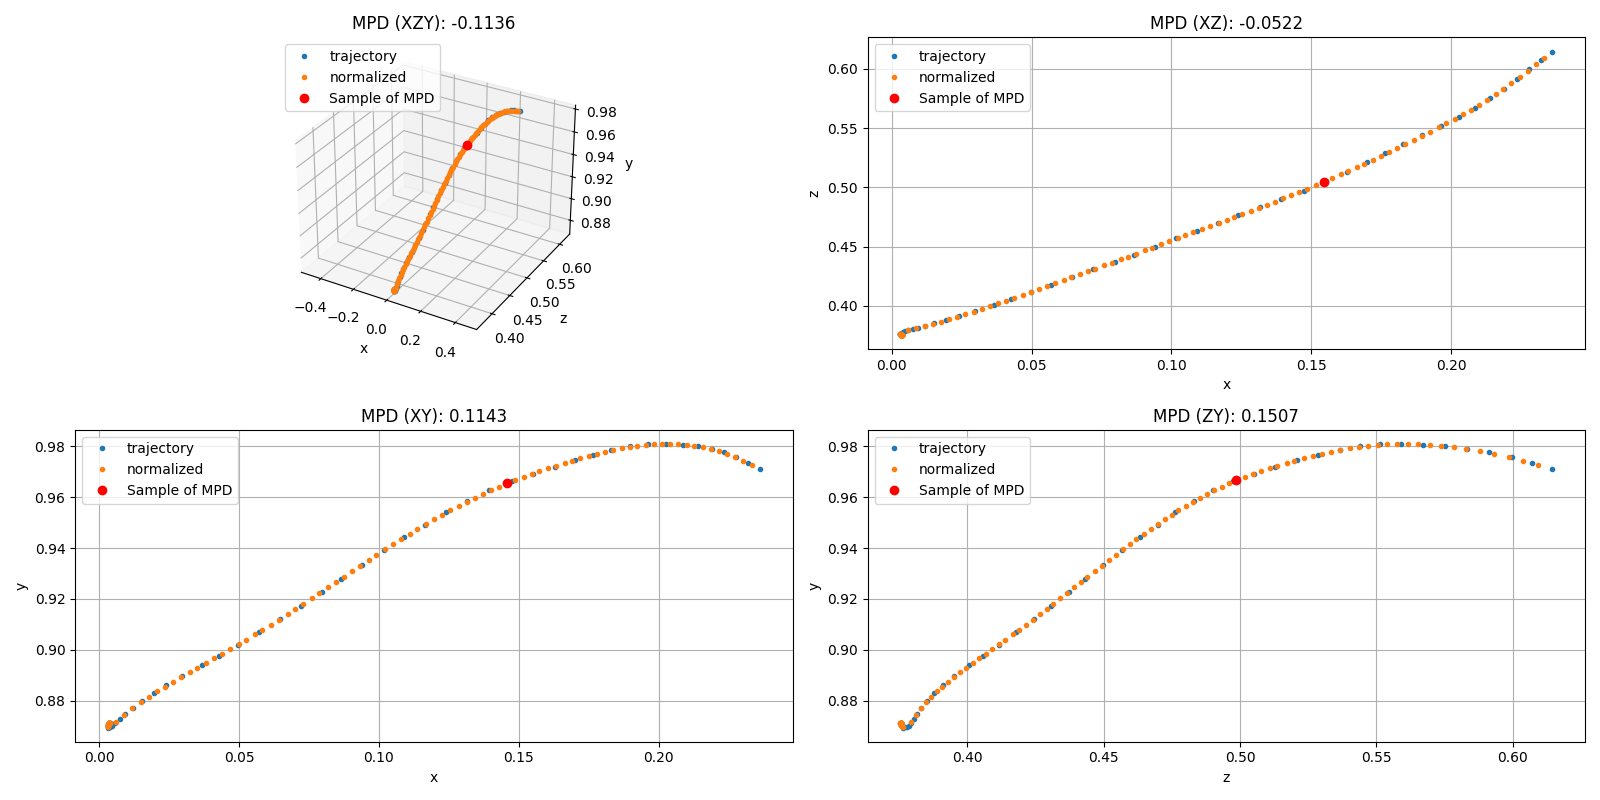 MPD (XZY): -0.1136
trajectory
normalized
Sample of MPD
0.98
0.96
0.94
0.92
0.90
0.88
y
0.60
0.55
0.50
0.45
0.40
z
−0.4
−0.2
0.0
0.2
0.4
x
MPD (XZ): -0.0522
trajectory
normalized
Sample of MPD
0.60
0.55
0.50
0.45
0.40
z
0.00 0.05 0.10 0.15 0.20
x
MPD (XY): 0.1143
trajectory
normalized
Sample of MPD
0.98
0.96
0.94
0.92
0.90
0.88
y
0.00 0.05 0.10 0.15 0.20
x
MPD (ZY): 0.1507
trajectory
normalized
Sample of MPD
0.98
0.96
0.94
0.92
0.90
0.88
y
0.40 0.45 0.50 0.55 0.60
z